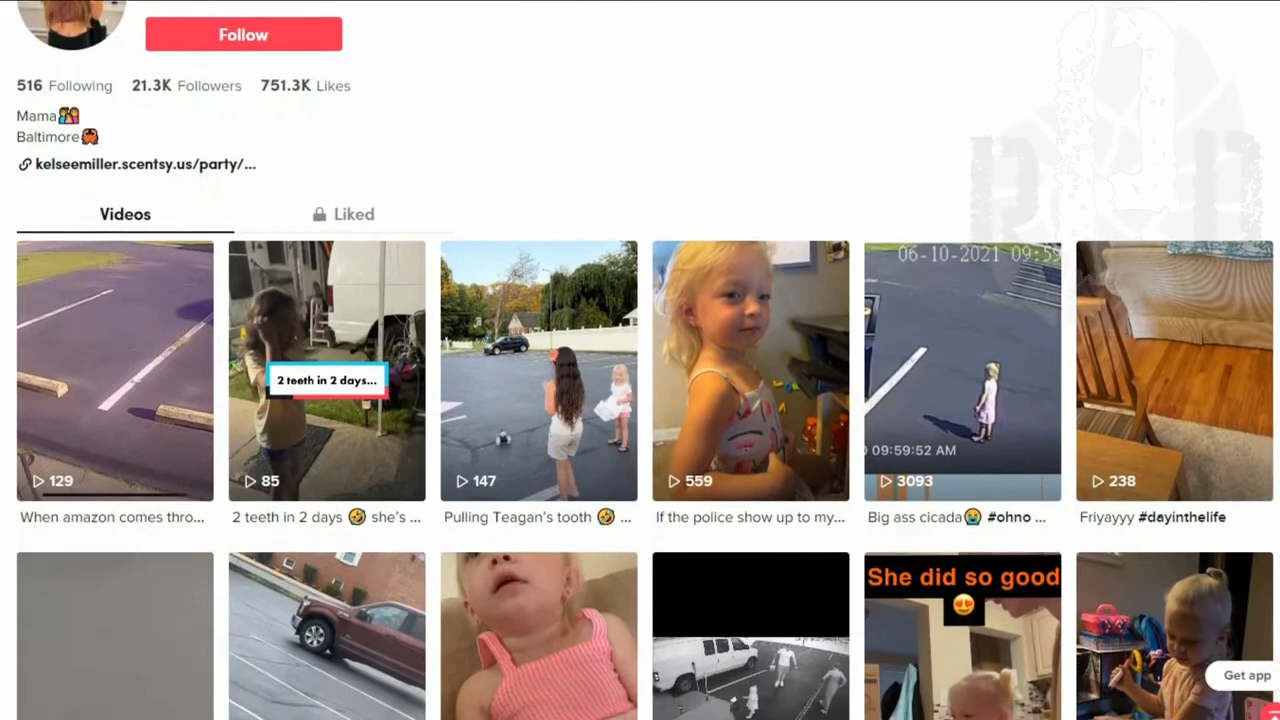 Follow
516 Following 21.3K Followers 751.3K Likes
Mama
Baltimore
kelseemiller.scentsy.us/party/...
Videos
Liked
2 teeth in 2 days...
06-10-2021 09:59
09:59:52 AM
129
85
147
559
3093
238
When amazon comes thro...
2 teeth in 2 days 🤣 she's ...
Pulling Teagan's tooth 🤣 ...
If the police show up to my...
Big ass cicada😭 #ohno ...
Friyayyy #dayinthelife
She did so good
Get app